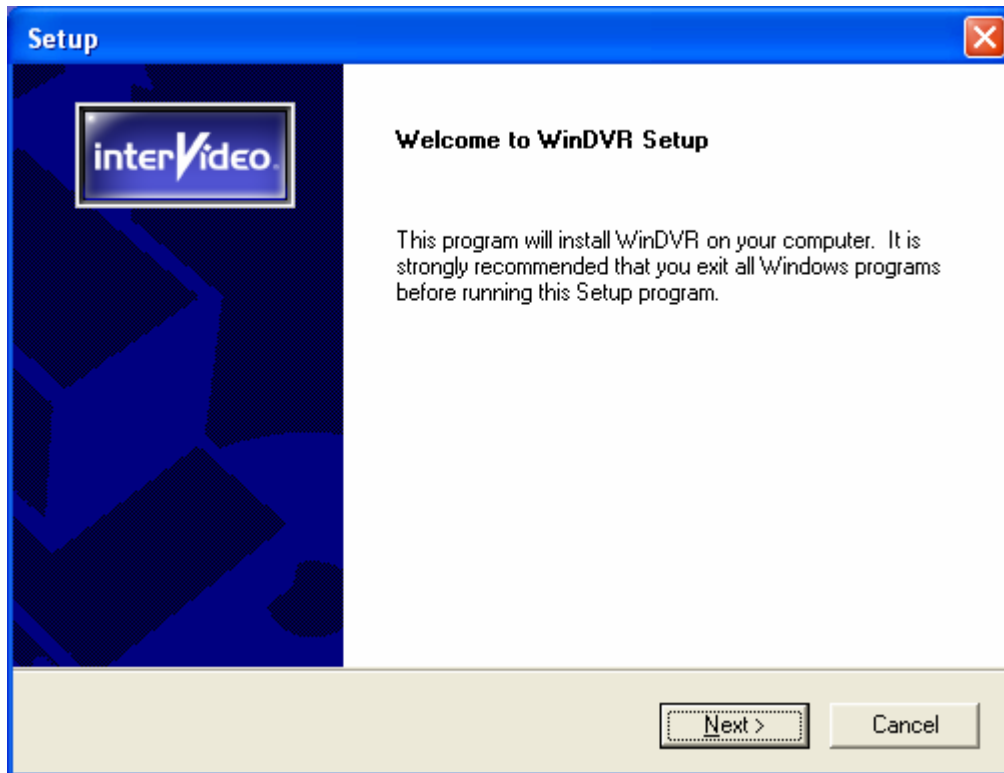 Setup
interVideo.
Welcome to WinDVR Setup
This program will install WinDVR on your computer.  It is
strongly recommended that you exit all Windows programs
before running this Setup program.
Next >
Cancel